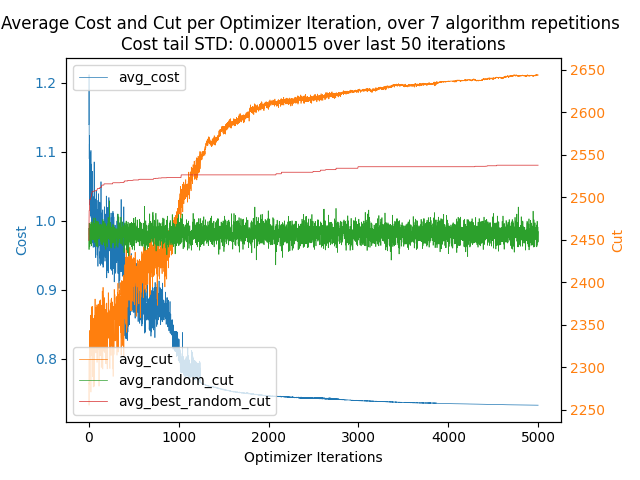 Average Cost and Cut per Optimizer Iteration, over 7 algorithm repetitions
Cost tail STD: 0.000015 over last 50 iterations
avg_cost
1.2
1.1
1.0
0.9
0.8
Cost
2650
2600
2550
2500
2450
2400
2350
2300
2250
Cut
avg_cut
avg_random_cut
avg_best_random_cut
0 1000 2000 3000 4000 5000
Optimizer Iterations